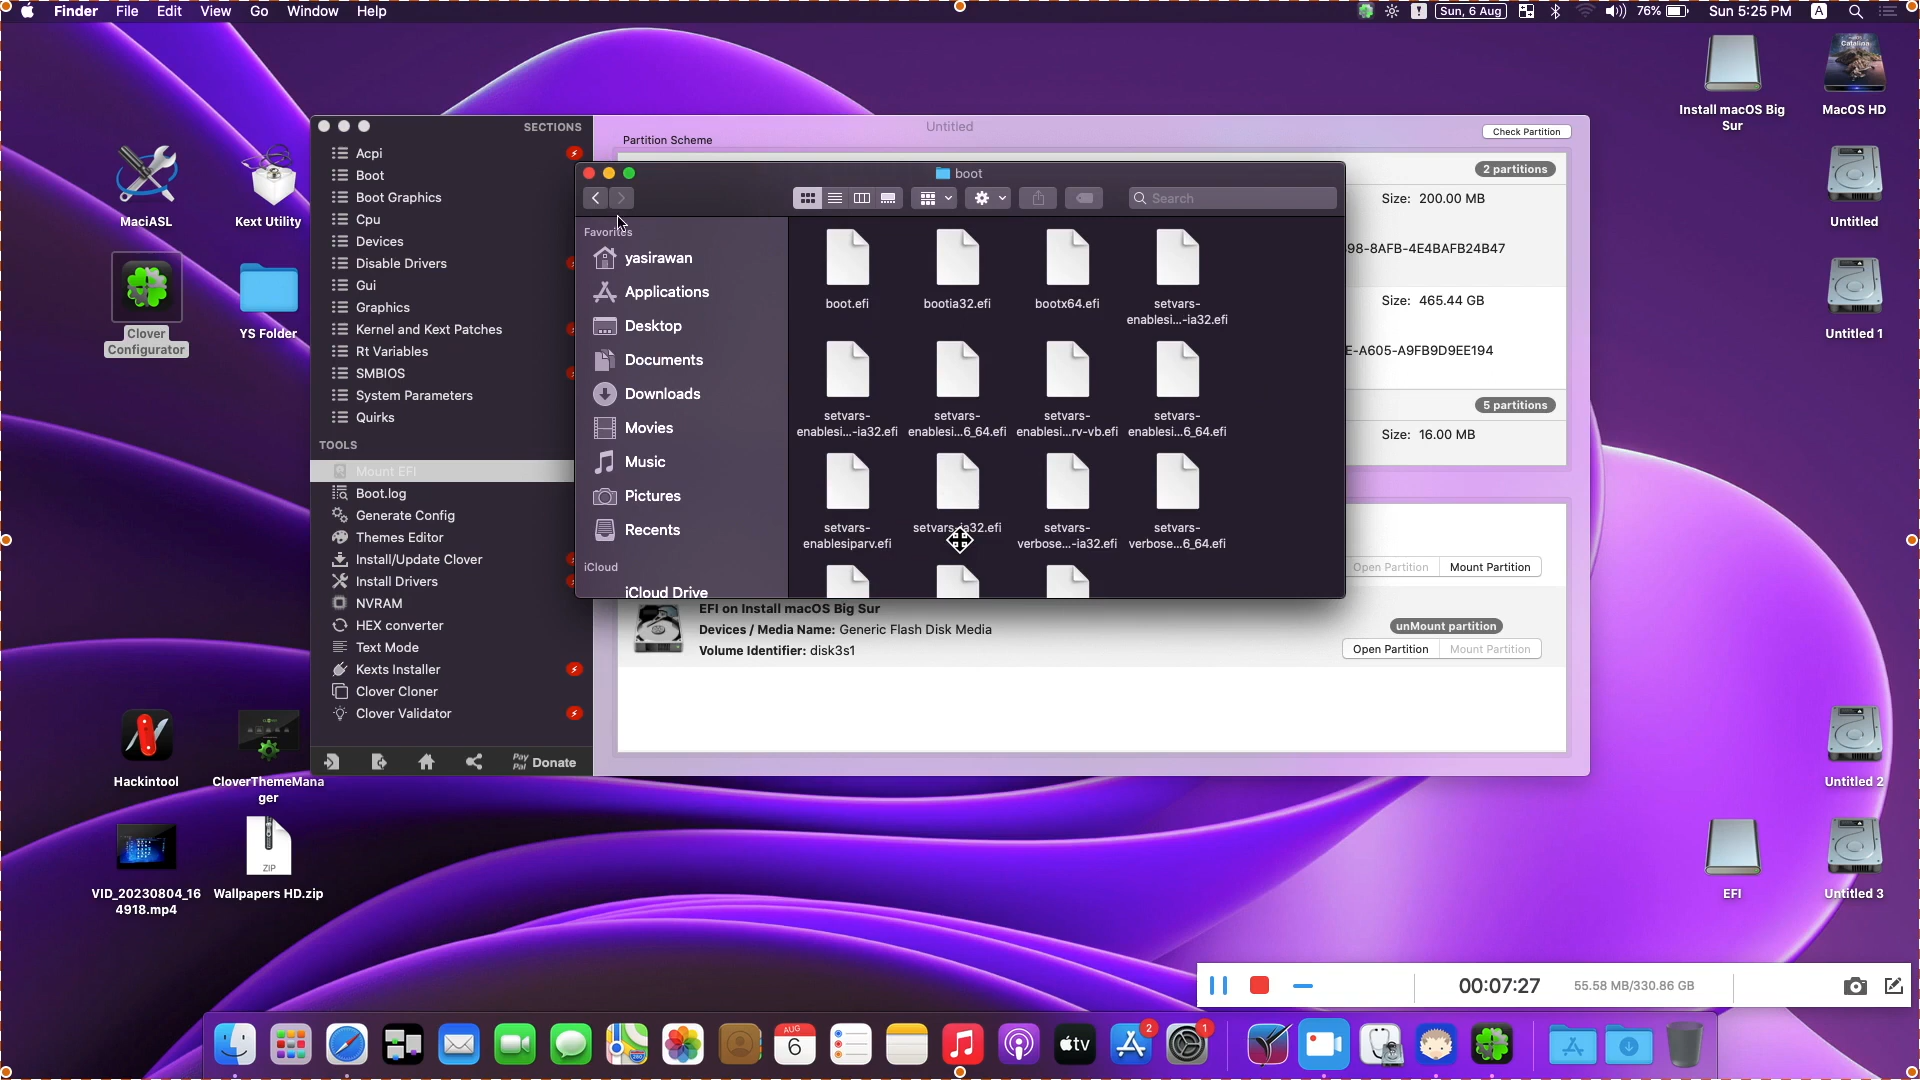 Finder File Edit View Go Window Help
Sun, 6 Aug
76%
Sun 5:25 PM
A
Install macOS Big
Sur
MacOS HD
MaciASL
Kext Utility
Untitled
Clover
Configurator
YS Folder
Untitled 1
Hackintool
CloverThemeMana
ger
Untitled 2
VID_20230804_16
4918.mp4
ZIP
Wallpapers HD.zip
EFI
Untitled 3
SECTIONS
Acpi
Boot
Boot Graphics
Cpu
Devices
Disable Drivers
Gui
Graphics
Kernel and Kext Patches
Rt Variables
SMBIOS
System Parameters
Quirks
TOOLS
Mount EFI
Boot.log
Generate Config
Themes Editor
Install/Update Clover
Install Drivers
NVRAM
HEX converter
Text Mode
Kexts Installer
Clover Cloner
Clover Validator
Pay
Pal
Donate
Untitled
Partition Scheme
Check Partition
2 partitions
Size: 200.00 MB
98-8AFB-4E4BAFB24B47
Size: 465.44 GB
E-A605-A9FB9D9EE194
5 partitions
Size: 16.00 MB
Open Partition
Mount Partition
EFI on Install macOS Big Sur
Devices / Media Name: Generic Flash Disk Media
Volume Identifier: disk3s1
unMount partition
Open Partition
Mount Partition
boot
Search
Favorites
yasirawan
Applications
Desktop
Documents
Downloads
Movies
Music
Pictures
Recents
iCloud
iCloud Drive
boot.efi
bootia32.efi
bootx64.efi
setvars-
enablesi...-ia32.efi
setvars-
enablesi...-ia32.efi
setvars-
enablesi...6_64.efi
setvars-
enablesi...rv-vb.efi
setvars-
enablesi...6_64.efi
setvars-
enablesiparv.efi
setvars-ia32.efi
setvars-
verbose...-ia32.efi
setvars-
verbose...6_64.efi
00:07:27
55.58 MB/330.86 GB
AUG
6
tv
2
1